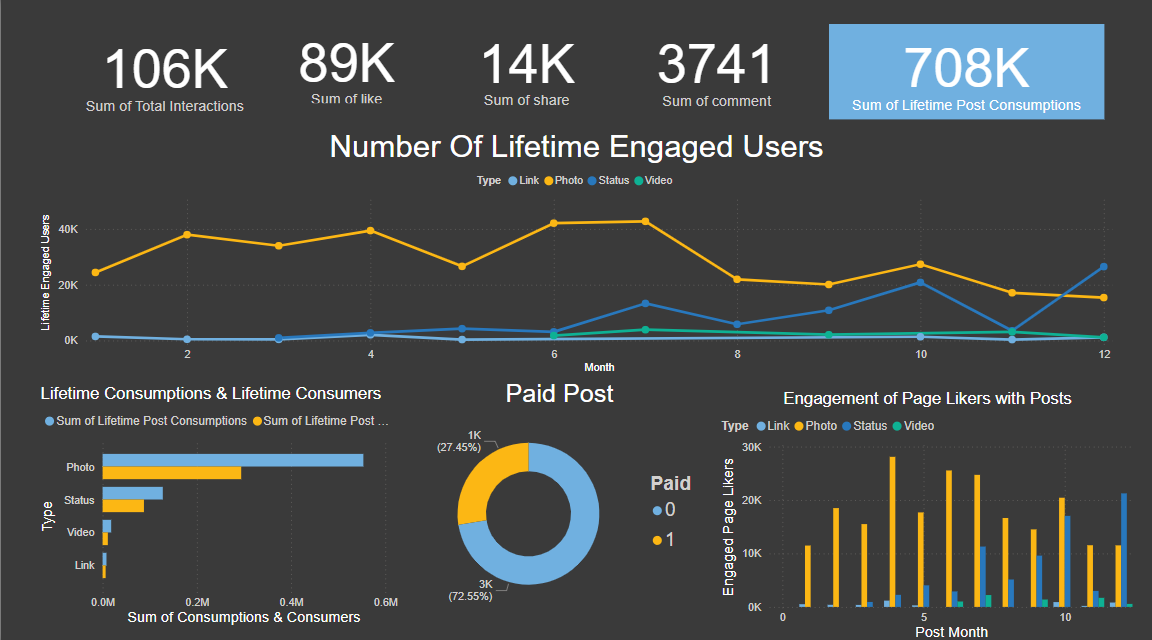 106K
Sum of Total Interactions
89K
Sum of like
14K
Sum of share
3741
Sum of comment
708K
Sum of Lifetime Post Consumptions
Number Of Lifetime Engaged Users
Type Link Photo Status Video
Lifetime Engaged Users
40K
20K
0K
2 4 6 8 10 12
Month
Lifetime Consumptions & Lifetime Consumers
Sum of Lifetime Post Consumptions Sum of Lifetime Post ...
Type
Photo
Status
Video
Link
0.0M 0.2M 0.4M 0.6M
Sum of Consumptions & Consumers
Paid Post
1K
(27.45%)
3K
(72.55%)
Paid
0
1
Engagement of Page Likers with Posts
Type Link Photo Status Video
Engaged Page Likers
30K
20K
10K
0K
0 5 10
Post Month